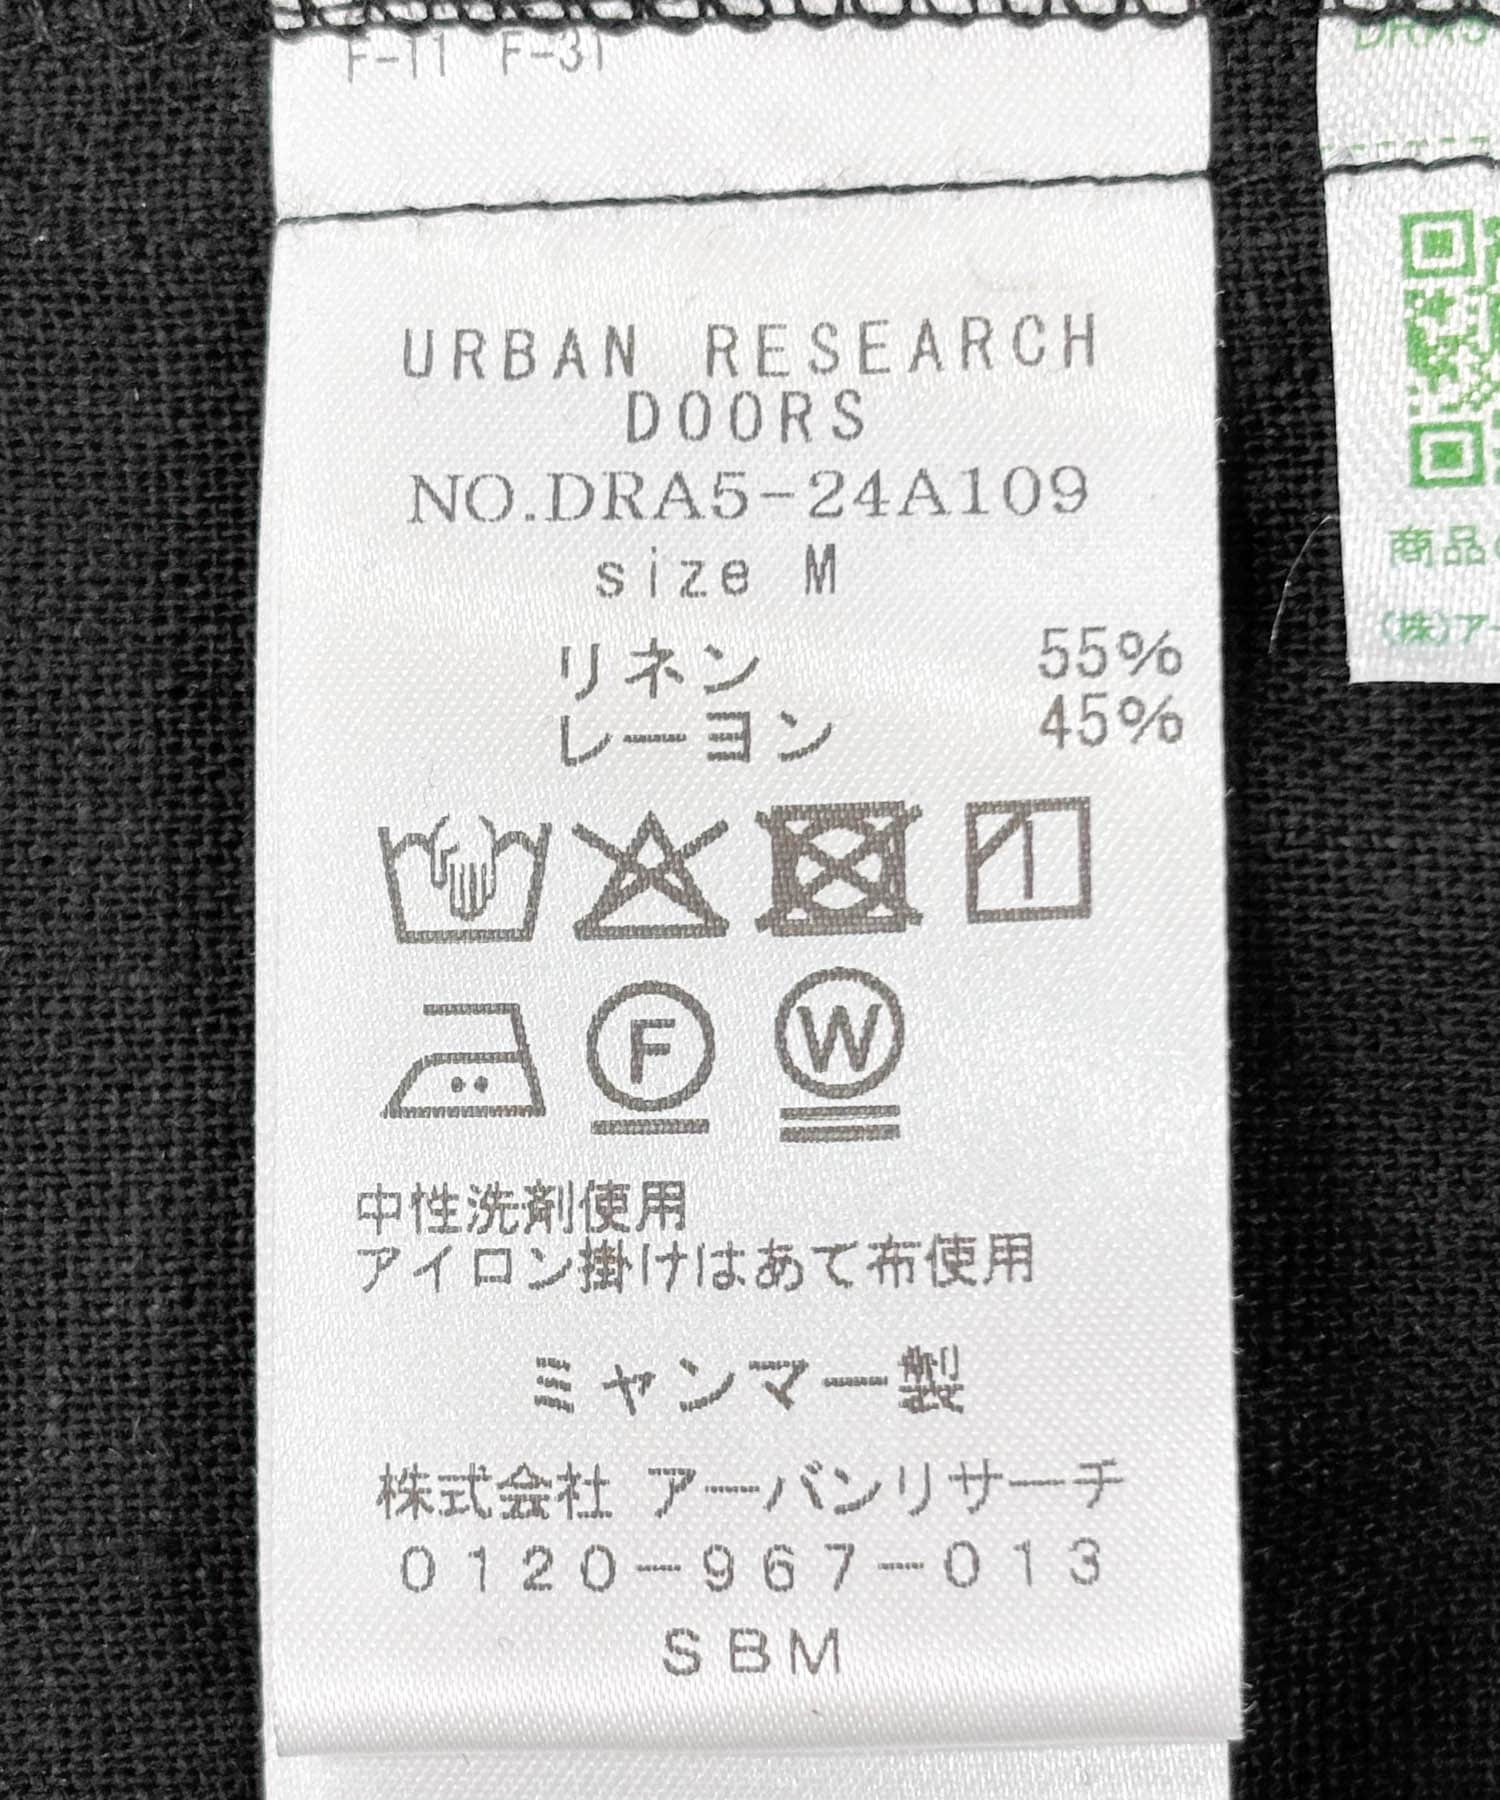 F-11 F-31
URBAN RESEARCH
DOORS
NO.DRA5-24A109
size M
リネン 55%
レーヨン 45%
中性洗剤使用
アイロン掛けはあて布使用
ミャンマー製
株式会社 アーバンリサーチ
0120-967-013
SBM
商品
(株)アー